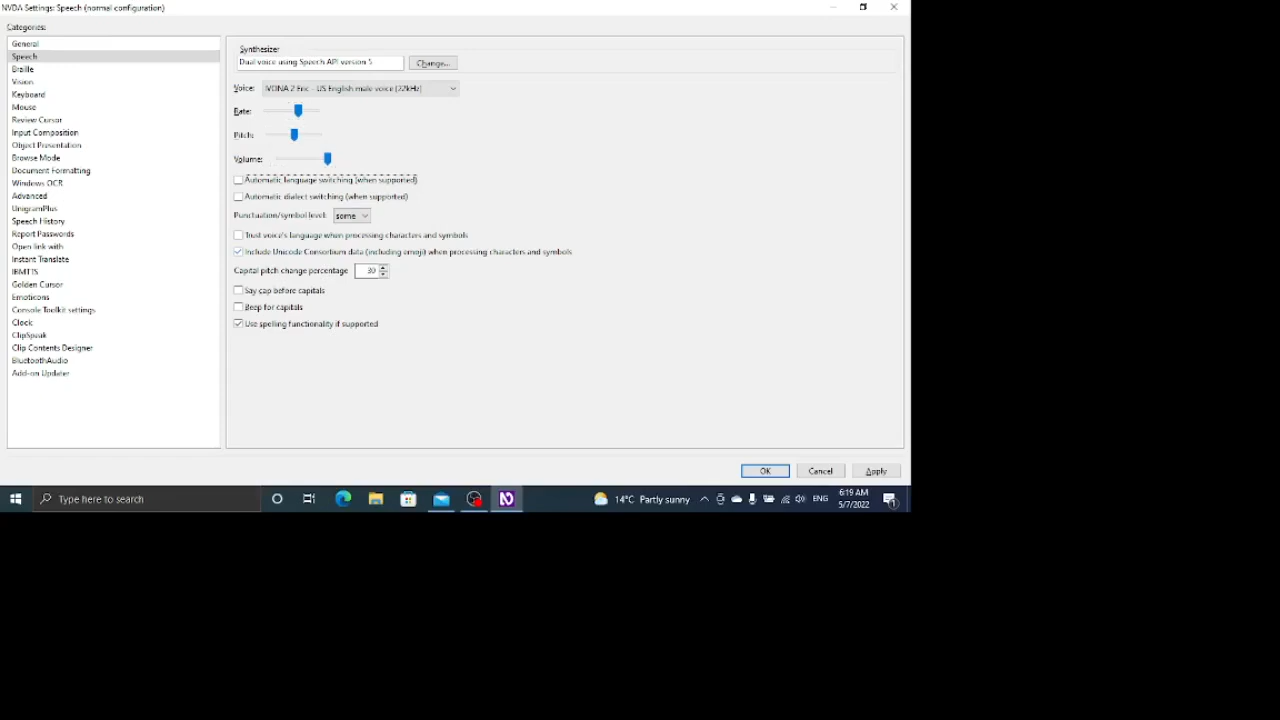 NVDA Settings: Speech (normal configuration)
Categories:
General
Speech
Braille
Vision
Keyboard
Mouse
Review Cursor
Input Composition
Object Presentation
Browse Mode
Document Formatting
Windows OCR
Advanced
UnigramPlus
Speech History
Report Passwords
Open link with
Instant Translate
IBMTTS
Golden Cursor
Emoticons
Console Toolkit settings
Clock
ClipSpeak
Clip Contents Designer
BluetoothAudio
Add-on Updater
Synthesizer
Dual voice using Speech API version 5
Change...
Voice: IVONA 2 Eric - US English male voice [22kHz]
Rate:
Pitch:
Volume:
Automatic language switching (when supported)
Automatic dialect switching (when supported)
Punctuation/symbol level: some
Trust voice's language when processing characters and symbols
Include Unicode Consortium data (including emoji) when processing characters and symbols
Capital pitch change percentage 30
Say cap before capitals
Beep for capitals
Use spelling functionality if supported
OK Cancel Apply
Type here to search
14°C Partly sunny
ENG
6:19 AM
5/7/2022
1